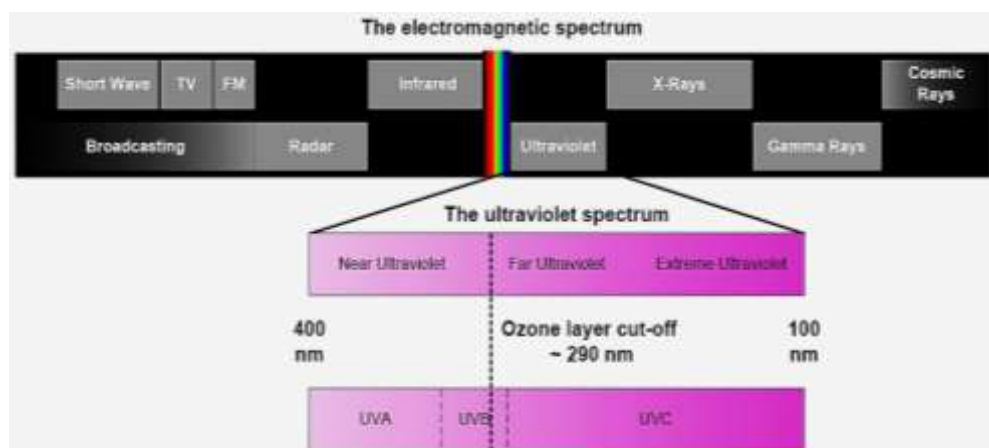 The electromagnetic spectrum
Short Wave TV FM Infrared X-Rays Cosmic
Rays
Broadcasting Radar Ultraviolet Gamma Rays
The ultraviolet spectrum
Near Ultraviolet Far Ultraviolet Extreme Ultraviolet
400 Ozone layer cut-off 100
nm ~ 290 nm nm
UVA UVB UVC